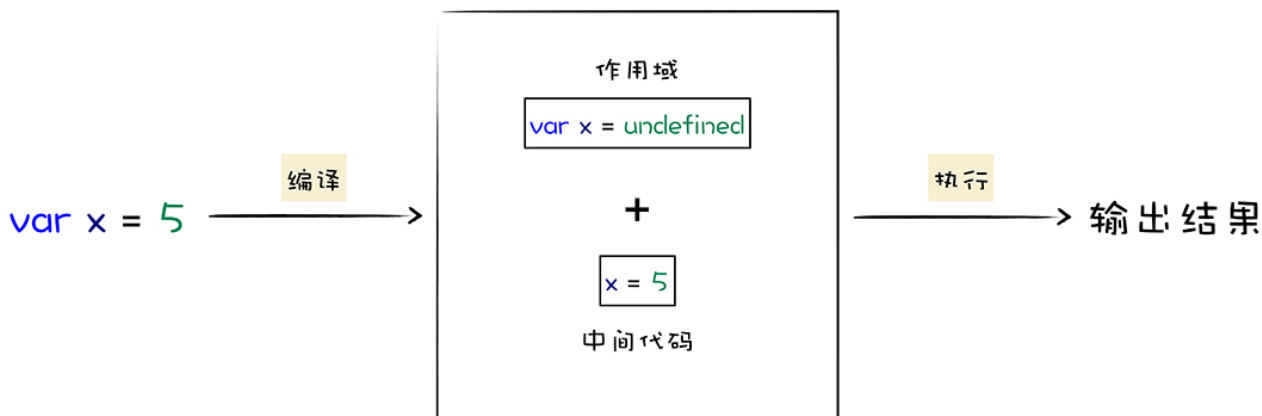 var x = 5
编译
作用域
var x = undefined
+
x = 5
中间代码
执行
输出结果